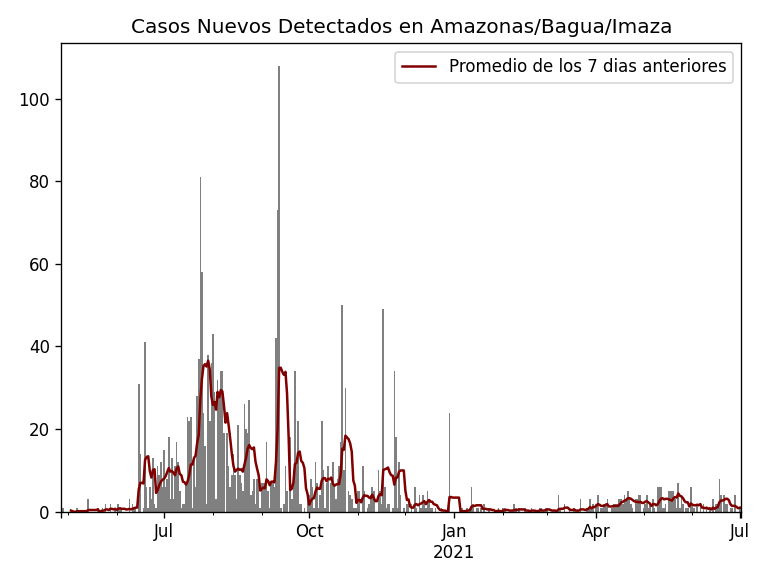 Casos Nuevos Detectados en Amazonas/Bagua/Imaza
Promedio de los 7 dias anteriores
100
80
60
40
20
0
Jul
Oct
Jan
2021
Apr
Jul